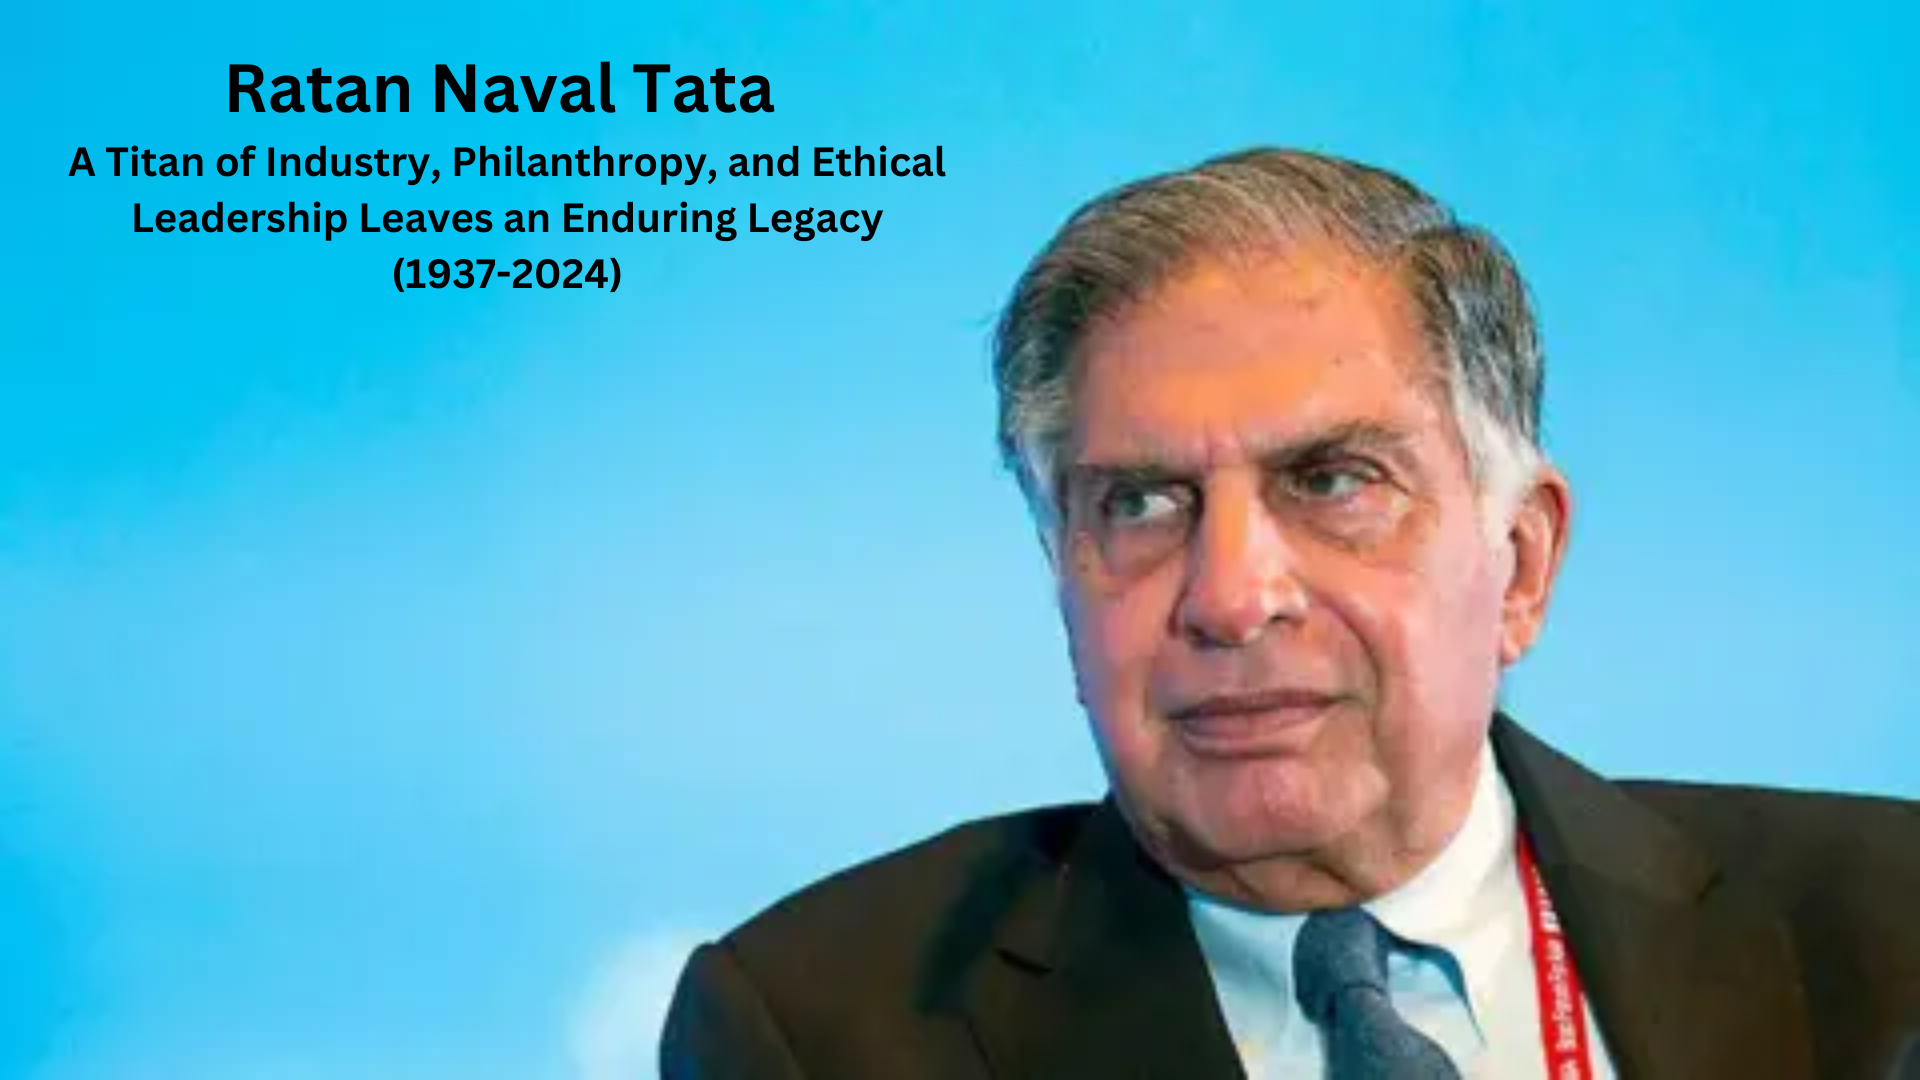 Ratan Naval Tata
A Titan of Industry, Philanthropy, and Ethical
Leadership Leaves an Enduring Legacy
(1937-2024)